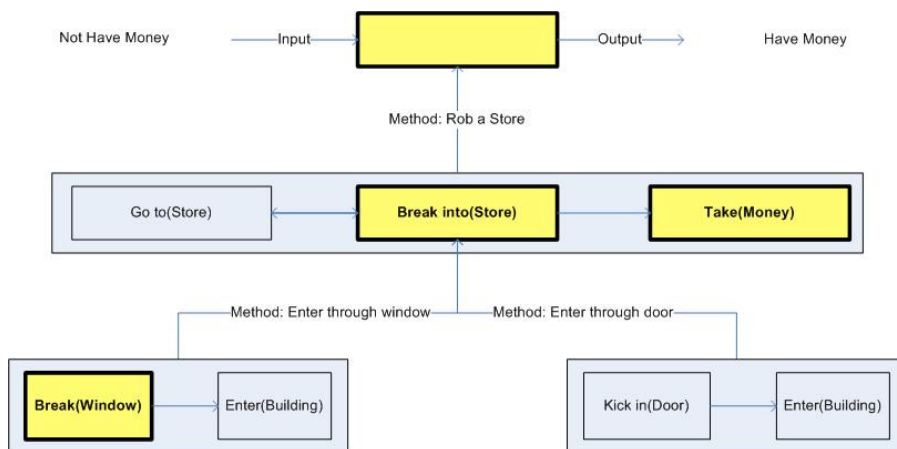 Not Have Money
Input
Output
Have Money
Method: Rob a Store
Go to(Store)
Break into(Store)
Take(Money)
Method: Enter through window
Method: Enter through door
Break(Window)
Enter(Building)
Kick in(Door)
Enter(Building)